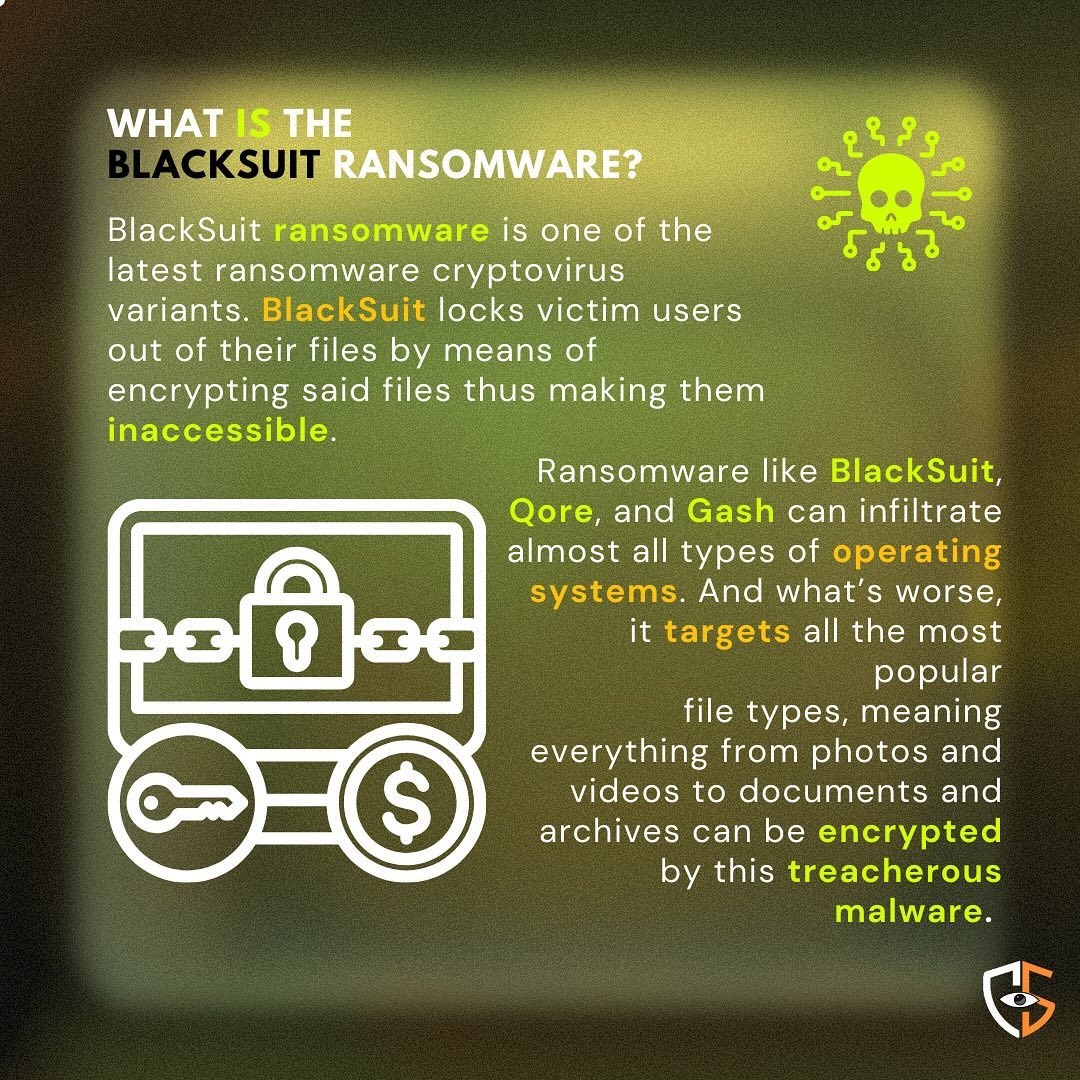 WHAT IS THE
BLACKSUIT RANSOMWARE?
BlackSuit ransomware is one of the
latest ransomware cryptovirus
variants. BlackSuit locks victim users
out of their files by means of
encrypting said files thus making them
inaccessible.
Ransomware like BlackSuit,
Qore, and Gash can infiltrate
almost all types of operating
systems. And what’s worse,
it targets all the most
popular
file types, meaning
everything from photos and
videos to documents and
archives can be encrypted
by this treacherous
malware.
$